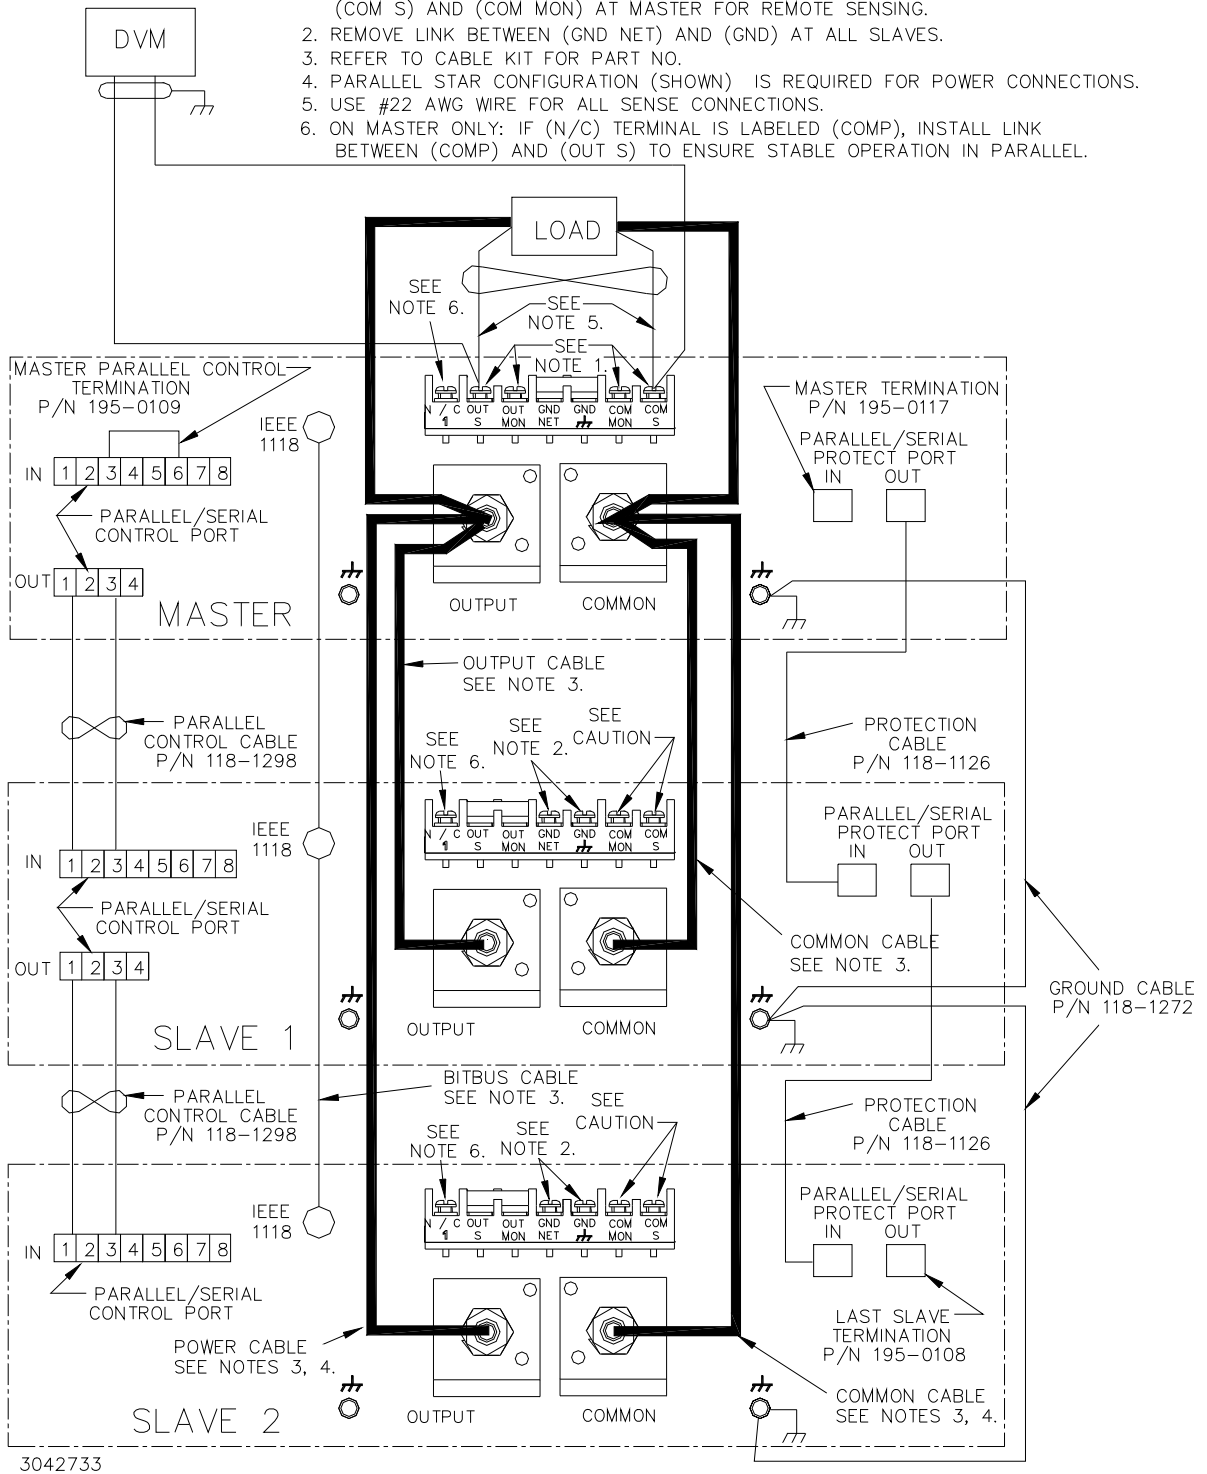 (COM S) AND (COM MON) AT MASTER FOR REMOTE SENSING.
2. REMOVE LINK BETWEEN (GND NET) AND (GND) AT ALL SLAVES.
3. REFER TO CABLE KIT FOR PART NO.
4. PARALLEL STAR CONFIGURATION (SHOWN) IS REQUIRED FOR POWER CONNECTIONS.
5. USE #22 AWG WIRE FOR ALL SENSE CONNECTIONS.
6. ON MASTER ONLY: IF (N/C) TERMINAL IS LABELED (COMP), INSTALL LINK
BETWEEN (COMP) AND (OUT S) TO ENSURE STABLE OPERATION IN PARALLEL.
DVM
LOAD
SEE
NOTE 6.
SEE
NOTE 5.
SEE
NOTE 1.
MASTER PARALLEL CONTROL
TERMINATION
P/N 195-0109
IEEE
1118
N / C OUT OUT GND GND COM COM
¶ S MON NET MON S
MASTER TERMINATION
P/N 195-0117
PARALLEL/SERIAL
PROTECT PORT
IN OUT
IN 1 2 3 4 5 6 7 8
PARALLEL/SERIAL
CONTROL PORT
OUT 1 2 3 4
MASTER
OUTPUT COMMON
OUTPUT CABLE
SEE NOTE 3.
PARALLEL
CONTROL CABLE
P/N 118-1298
SEE
NOTE 6.
SEE
NOTE 2.
SEE
CAUTION
PROTECTION
CABLE
P/N 118-1126
IEEE
1118
N / C OUT OUT GND GND COM COM
¶ S MON NET MON S
PARALLEL/SERIAL
PROTECT PORT
IN OUT
IN 1 2 3 4 5 6 7 8
PARALLEL/SERIAL
CONTROL PORT
OUT 1 2 3 4
COMMON CABLE
SEE NOTE 3.
GROUND CABLE
P/N 118-1272
SLAVE 1
OUTPUT COMMON
BITBUS CABLE
SEE NOTE 3.
PARALLEL
CONTROL CABLE
P/N 118-1298
SEE
NOTE 6.
SEE
NOTE 2.
SEE
CAUTION
PROTECTION
CABLE
P/N 118-1126
IEEE
1118
N / C OUT OUT GND GND COM COM
¶ S MON NET MON S
PARALLEL/SERIAL
PROTECT PORT
IN OUT
IN 1 2 3 4 5 6 7 8
PARALLEL/SERIAL
CONTROL PORT
LAST SLAVE
TERMINATION
P/N 195-0108
POWER CABLE
SEE NOTES 3, 4.
COMMON CABLE
SEE NOTES 3, 4.
SLAVE 2
OUTPUT COMMON
3042733